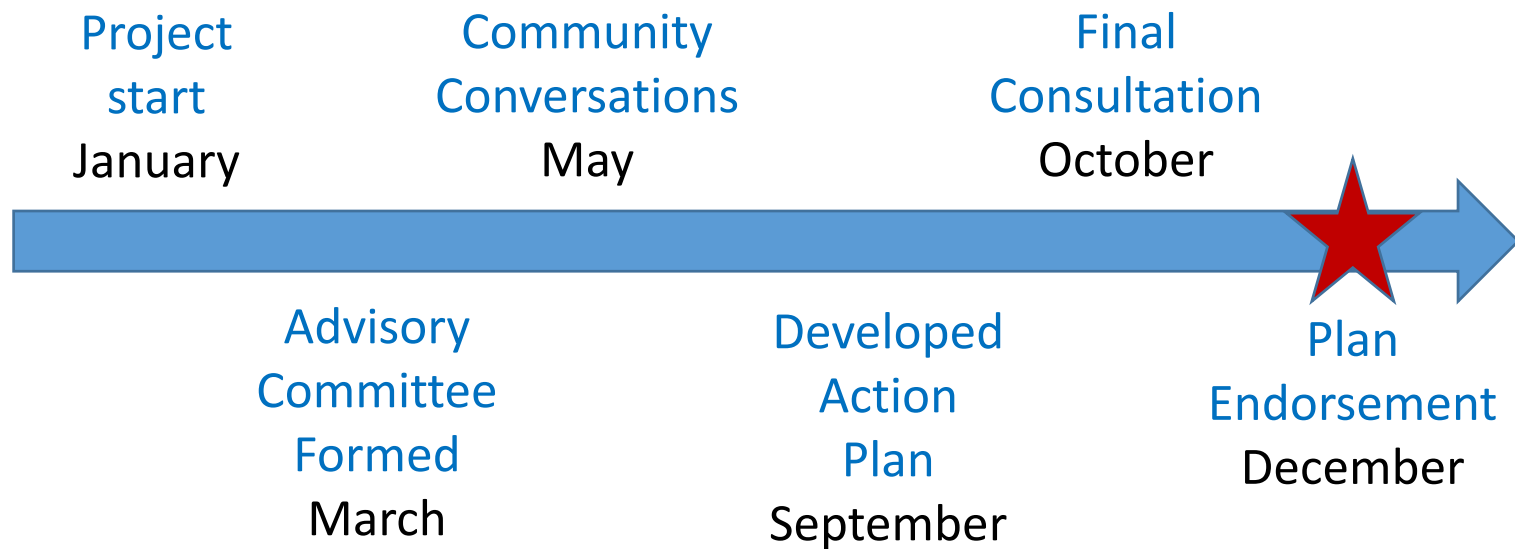 Project
start
January
Community
Conversations
May
Final
Consultation
October
Advisory
Committee
Formed
March
Developed
Action
Plan
September
Plan
Endorsement
December